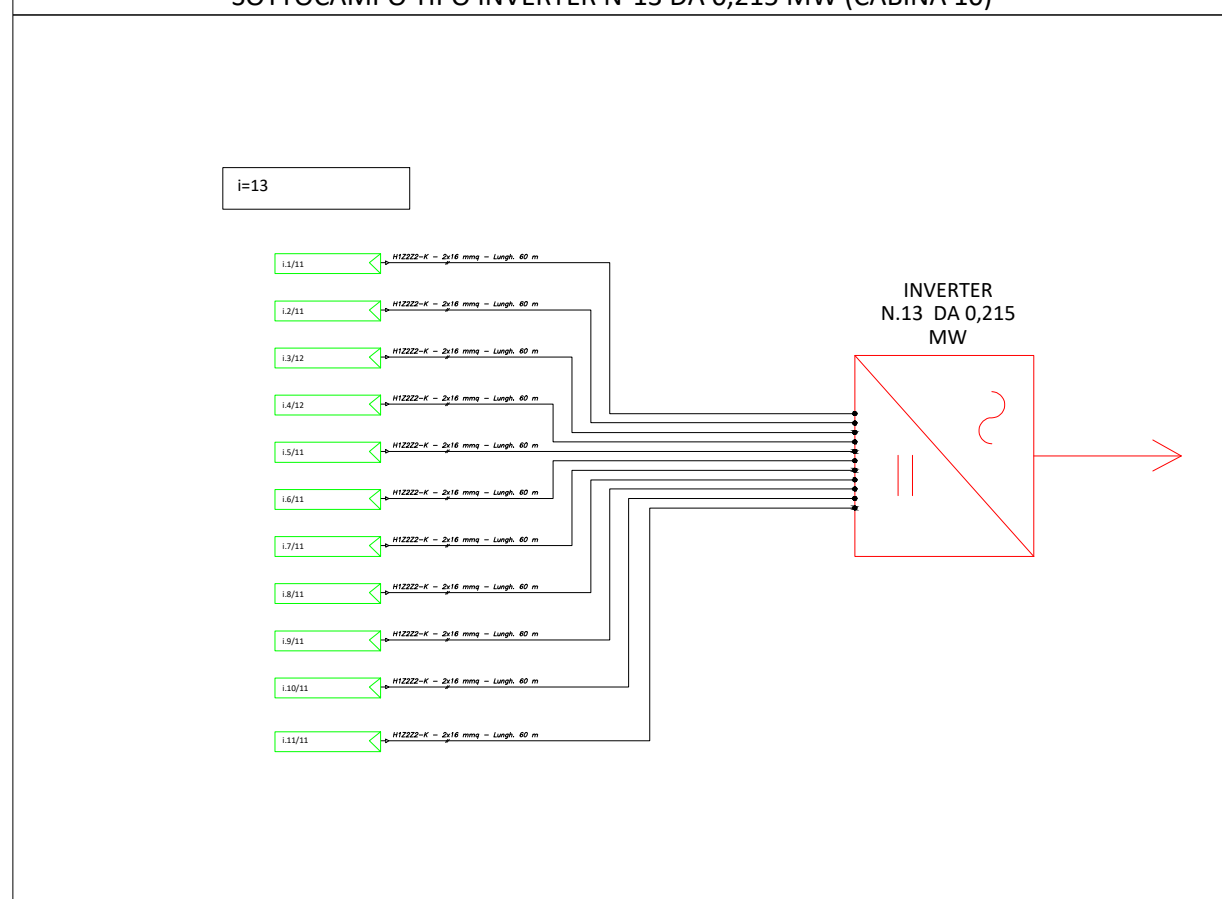 SOTTOCAMPO TIPO INVERTER N°13 DA 0,215 MW (CABINA 10)
i=13
i.1/11 H1Z2Z2-K - 2x16 mmq - Lungh. 60 m
i.2/11 H1Z2Z2-K - 2x16 mmq - Lungh. 60 m
i.3/12 H1Z2Z2-K - 2x16 mmq - Lungh. 60 m
i.4/12 H1Z2Z2-K - 2x16 mmq - Lungh. 60 m
i.5/11 H1Z2Z2-K - 2x16 mmq - Lungh. 60 m
i.6/11 H1Z2Z2-K - 2x16 mmq - Lungh. 60 m
i.7/11 H1Z2Z2-K - 2x16 mmq - Lungh. 60 m
i.8/11 H1Z2Z2-K - 2x16 mmq - Lungh. 60 m
i.9/11 H1Z2Z2-K - 2x16 mmq - Lungh. 60 m
i.10/11 H1Z2Z2-K - 2x16 mmq - Lungh. 60 m
i.11/11 H1Z2Z2-K - 2x16 mmq - Lungh. 60 m
INVERTER
N.13 DA 0,215
MW